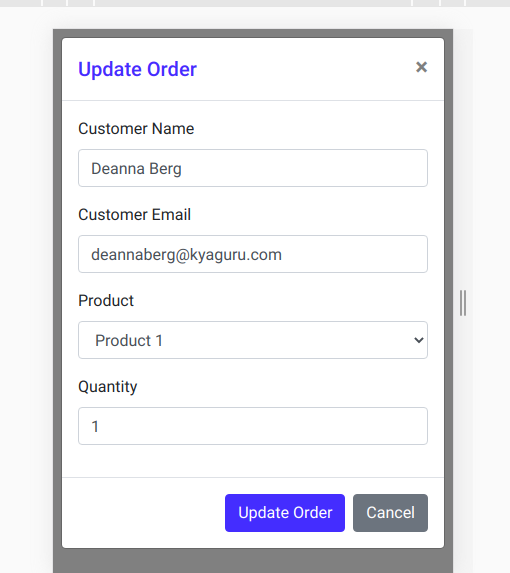 Update Order ×
Customer Name
Deanna Berg
Customer Email
deannaberg@kyaguru.com
Product
Product 1
Quantity
1
Update Order Cancel